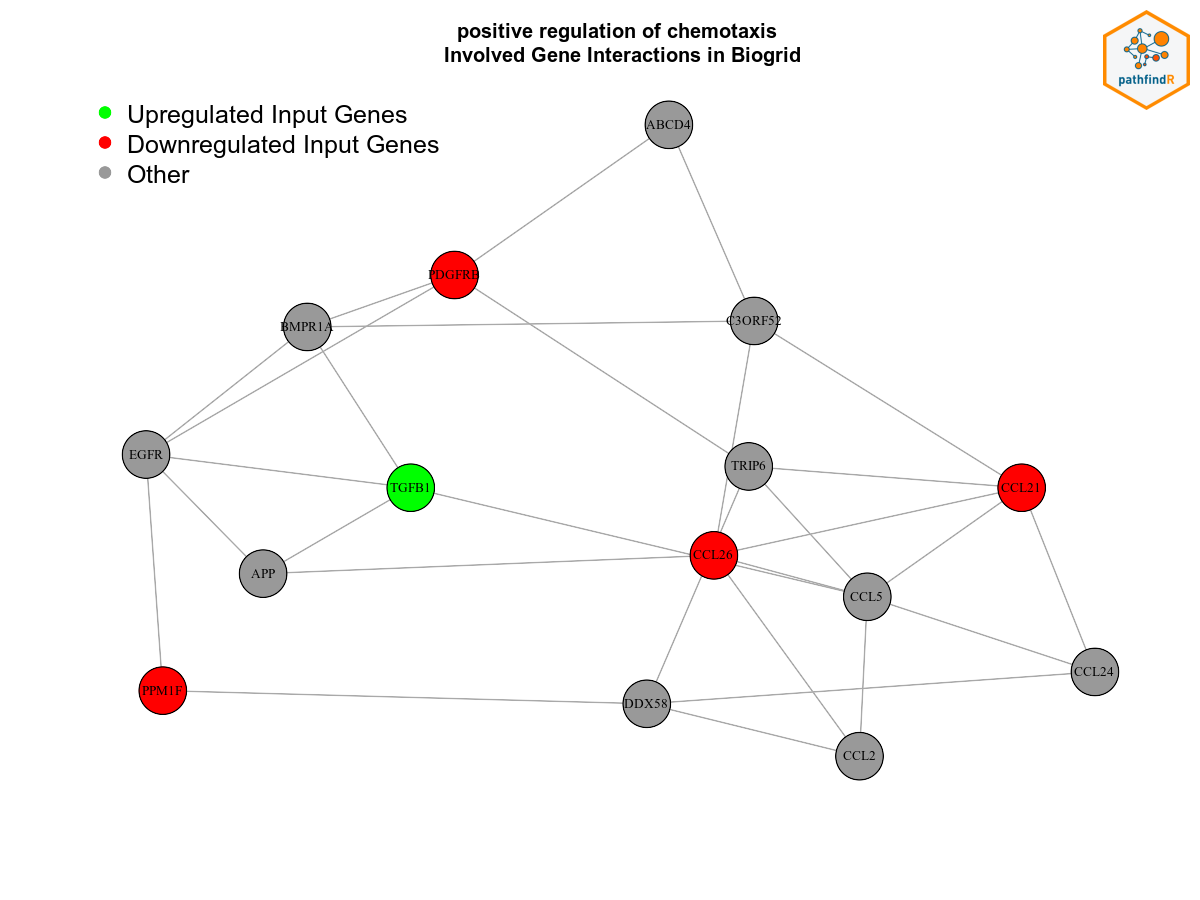 positive regulation of chemotaxis
Involved Gene Interactions in Biogrid
pathfindR
Upregulated Input Genes
Downregulated Input Genes
Other
ABCD4
PDGFRB
BMPR1A
C3ORF52
EGFR
TRIP6
TGFB1
CCL21
CCL26
APP
CCL5
CCL24
PPM1F
DDX58
CCL2